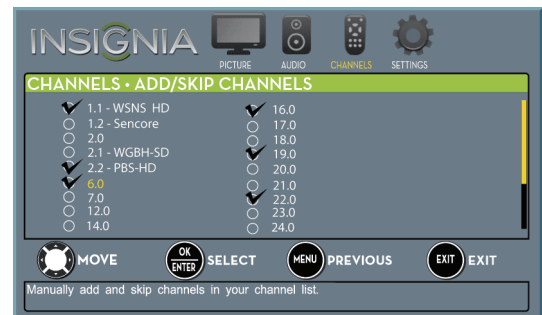 INSIGNIA
PICTURE AUDIO CHANNELS SETTINGS
CHANNELS • ADD/SKIP CHANNELS
1.1 - WSNS HD
1.2 - Sencore
2.0
2.1 - WGBH-SD
2.2 - PBS-HD
6.0
7.0
12.0
14.0
16.0
17.0
18.0
19.0
20.0
21.0
22.0
23.0
24.0
MOVE OK ENTER SELECT MENU PREVIOUS EXIT EXIT
Manually add and skip channels in your channel list.